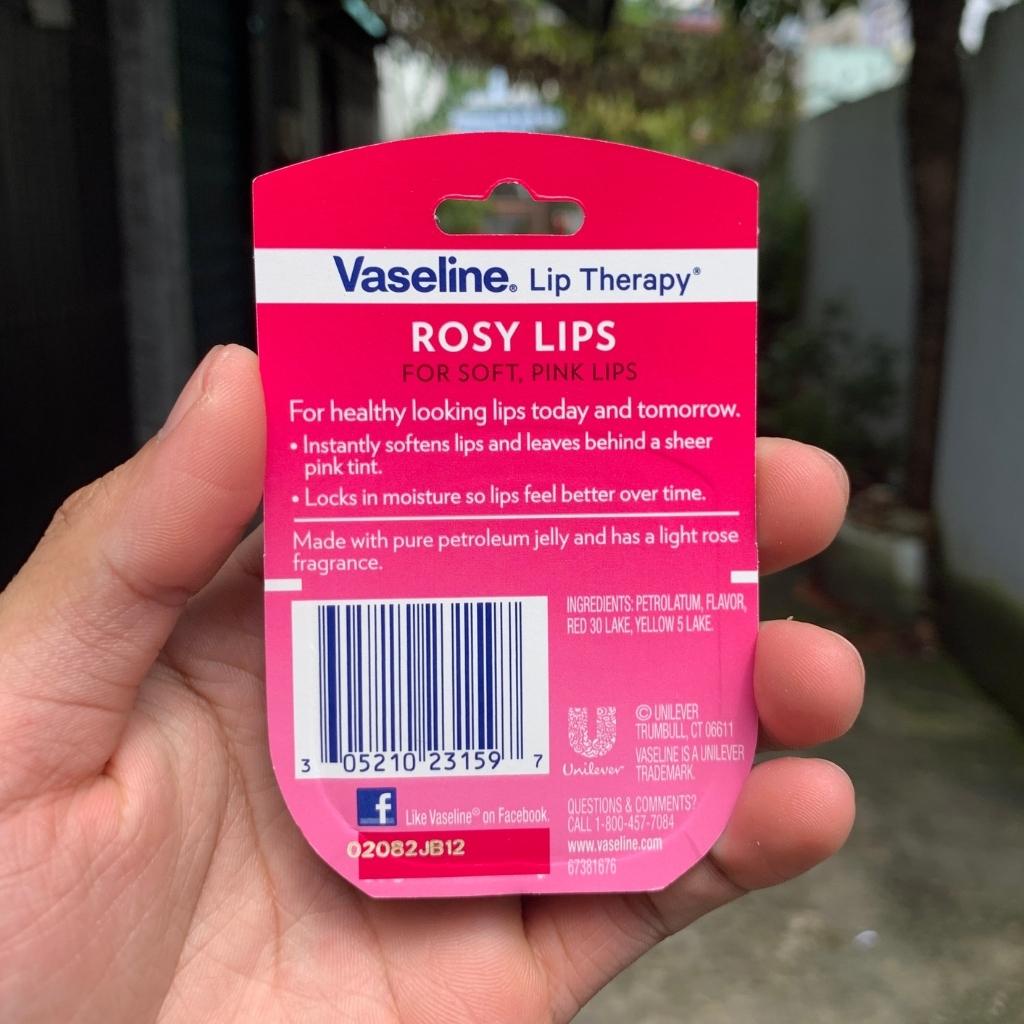 Vaseline® Lip Therapy®
ROSY LIPS
FOR SOFT, PINK LIPS
For healthy looking lips today and tomorrow.
• Instantly softens lips and leaves behind a sheer
pink tint.
• Locks in moisture so lips feel better over time.
Made with pure petroleum jelly and has a light rose
fragrance.
INGREDIENTS: PETROLATUM, FLAVOR,
RED 30 LAKE, YELLOW 5 LAKE.
3 05210 23159 7
Unilever
© UNILEVER
TRUMBULL, CT 06611
VASELINE IS A UNILEVER
TRADEMARK.
f Like Vaseline® on Facebook.
02082JB12
QUESTIONS & COMMENTS?
CALL 1-800-457-7084
www.vaseline.com
67381676